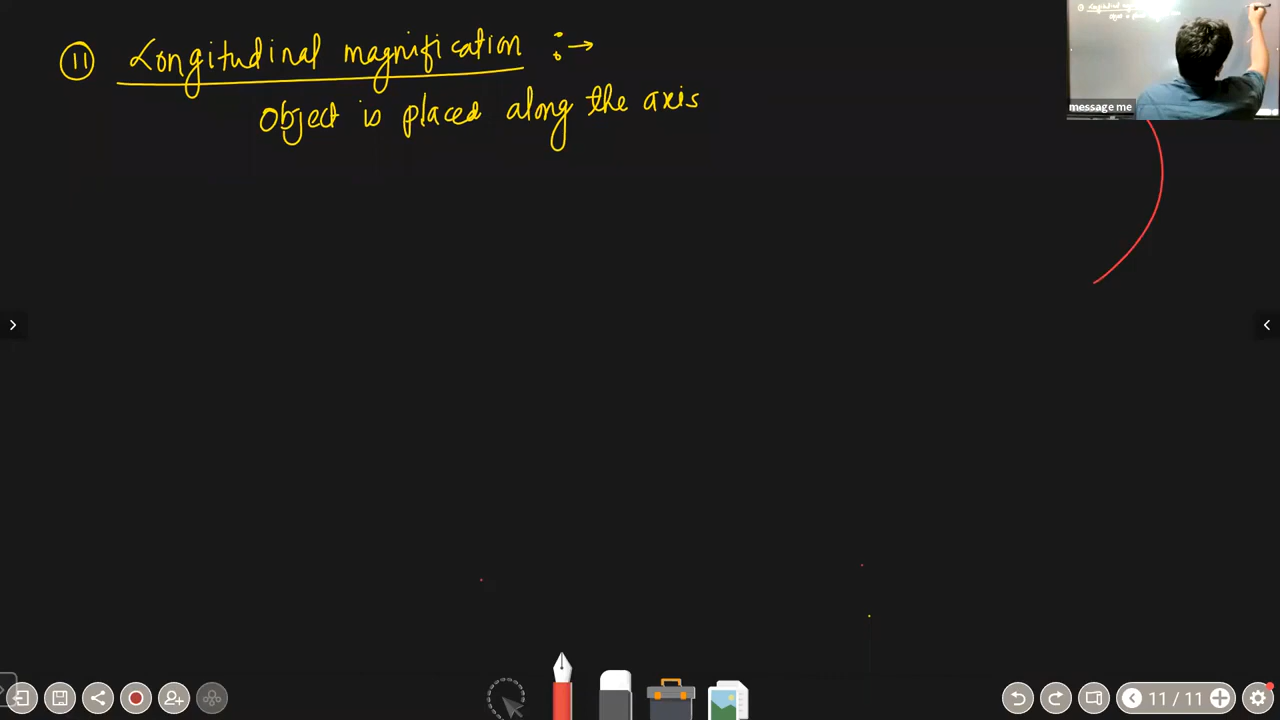 11 Longitudinal magnification :→
Object is placed along the axis
message me
11 / 11